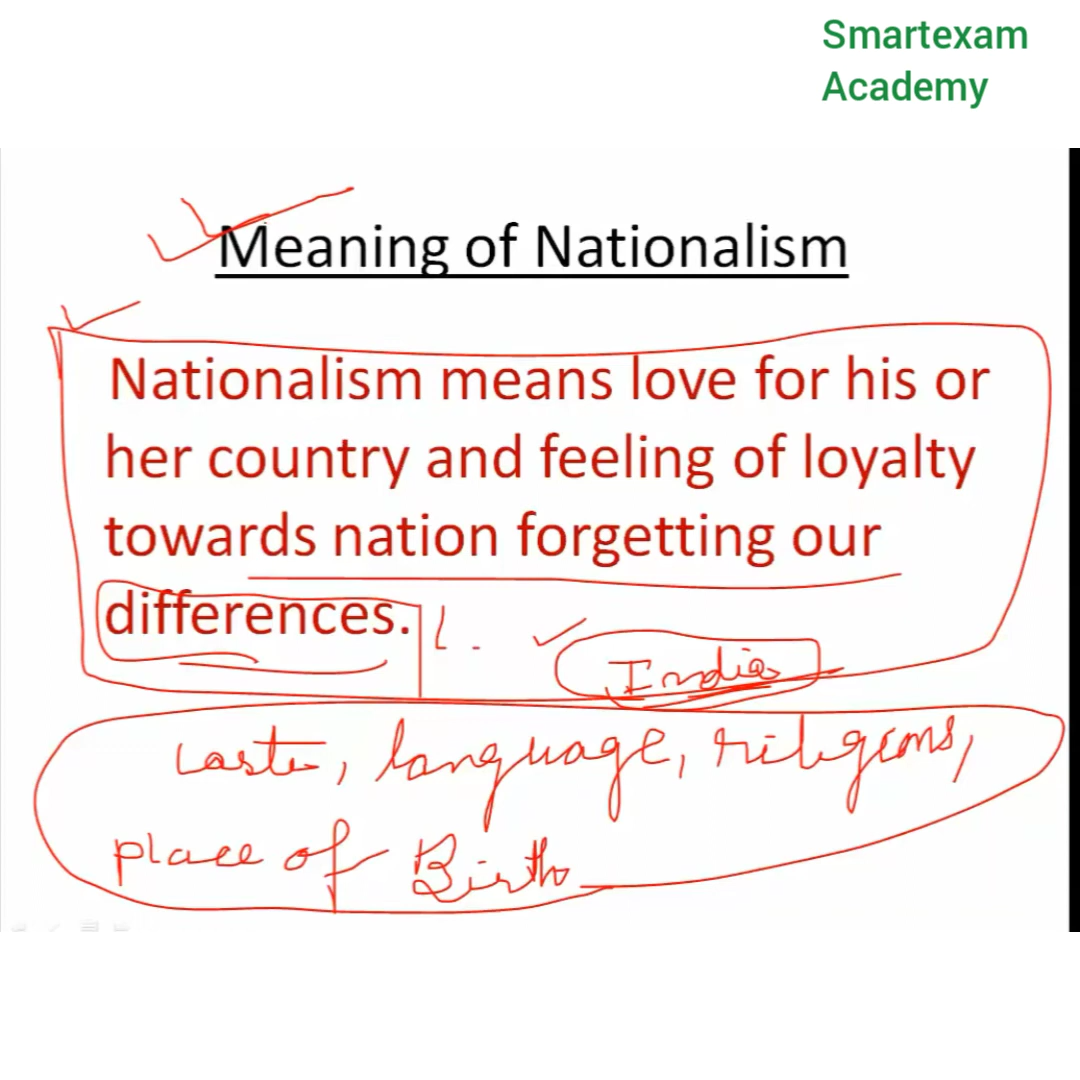 Smartexam
Academy
Meaning of Nationalism
Nationalism means love for his or
her country and feeling of loyalty
towards nation forgetting our
differences.
India
caste, language, religions,
place of Birth